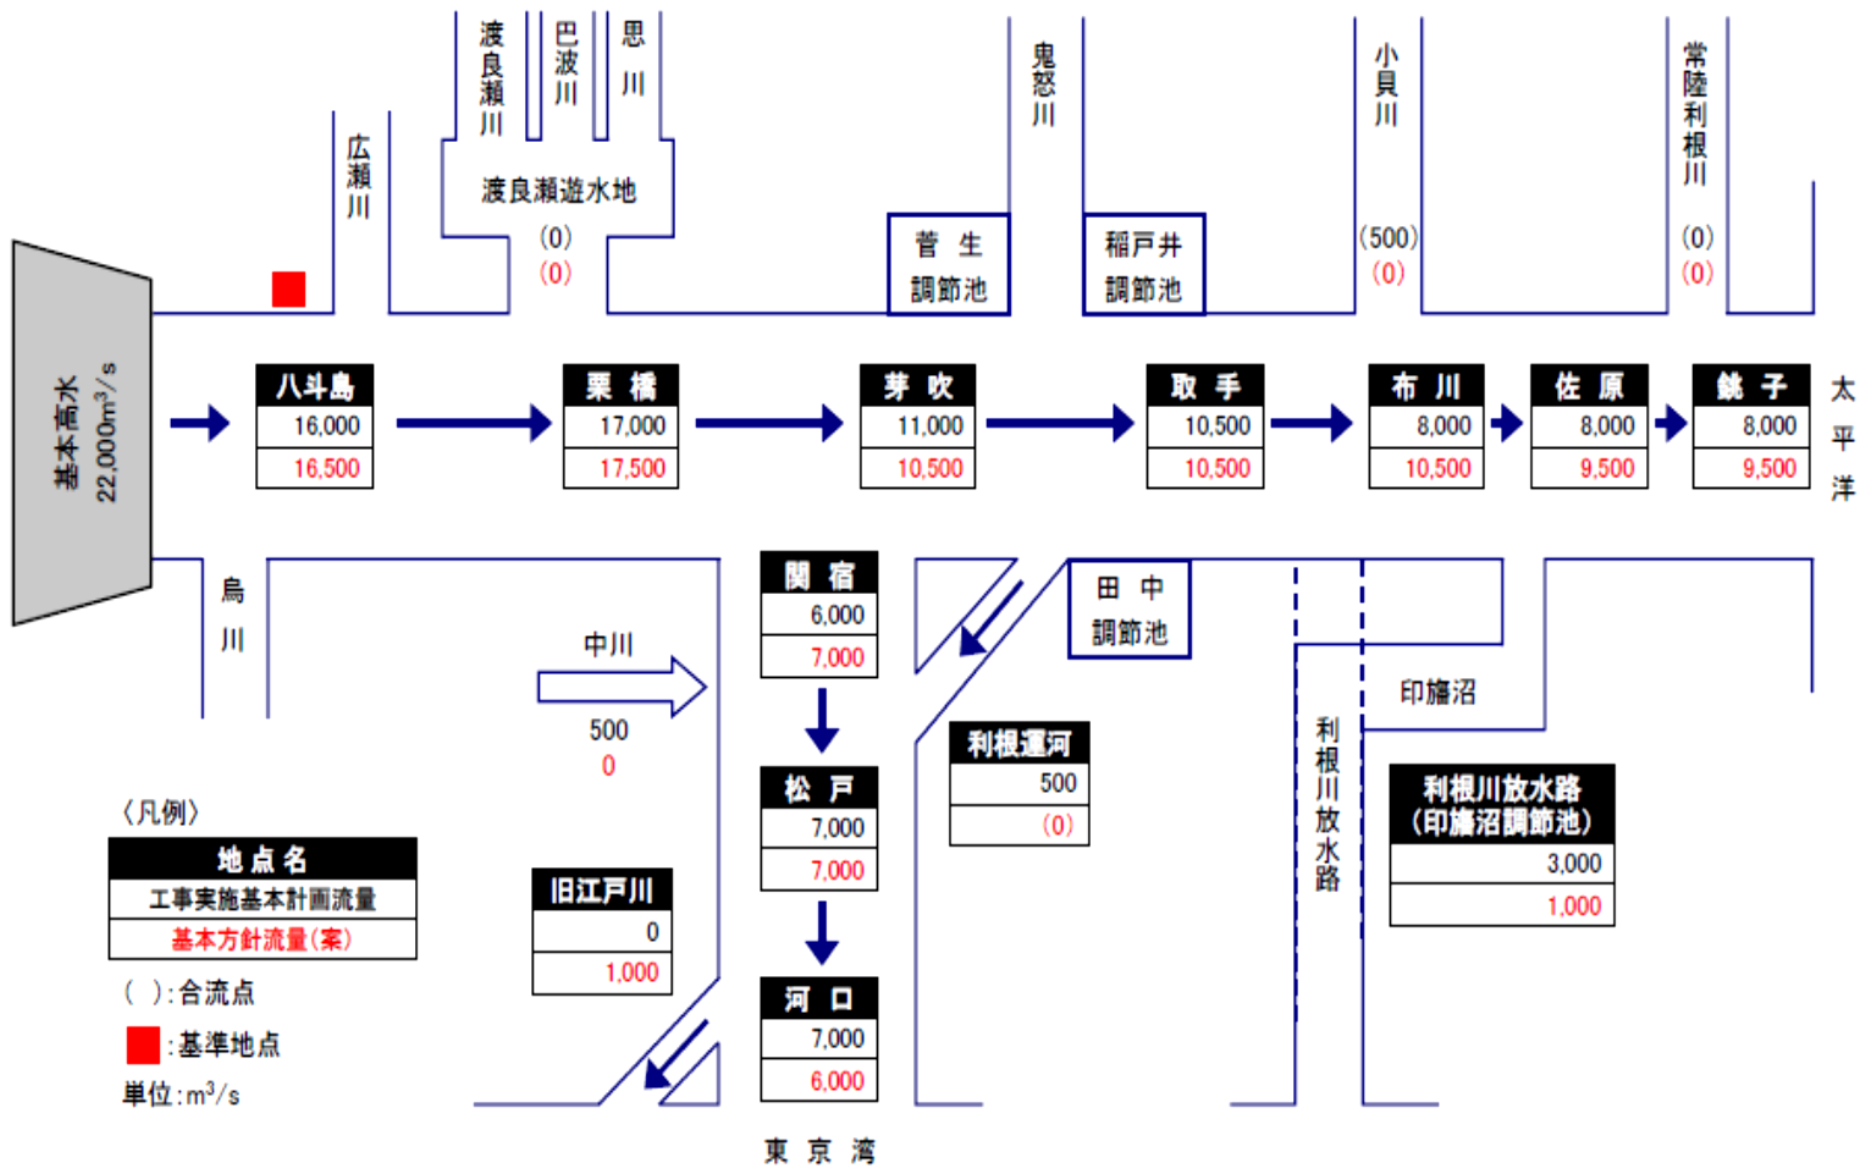 渡良瀬川
巴波川
思川
鬼怒川
小貝川
常陸利根川
広瀬川
渡良瀬遊水地
(0)
(0)
菅生
調節池
稲戸井
調節池
(500)
(0)
(0)
(0)
基本高水
22,000m³/s
八斗島
16,000
16,500
栗橋
17,000
17,500
芽吹
11,000
10,500
取手
10,500
10,500
布川
8,000
10,500
佐原
8,000
9,500
銚子
8,000
9,500
太平洋
烏川
中川
500
0
関宿
6,000
7,000
田中
調節池
印旛沼
利根運河
500
(0)
利根川放水路
松戸
7,000
7,000
利根川放水路
(印旛沼調節池)
3,000
1,000
旧江戸川
0
1,000
河口
7,000
6,000
東京湾
〈凡例〉
地点名
工事実施基本計画流量
基本方針流量(案)
( ):合流点
:基準地点
単位:m³/s